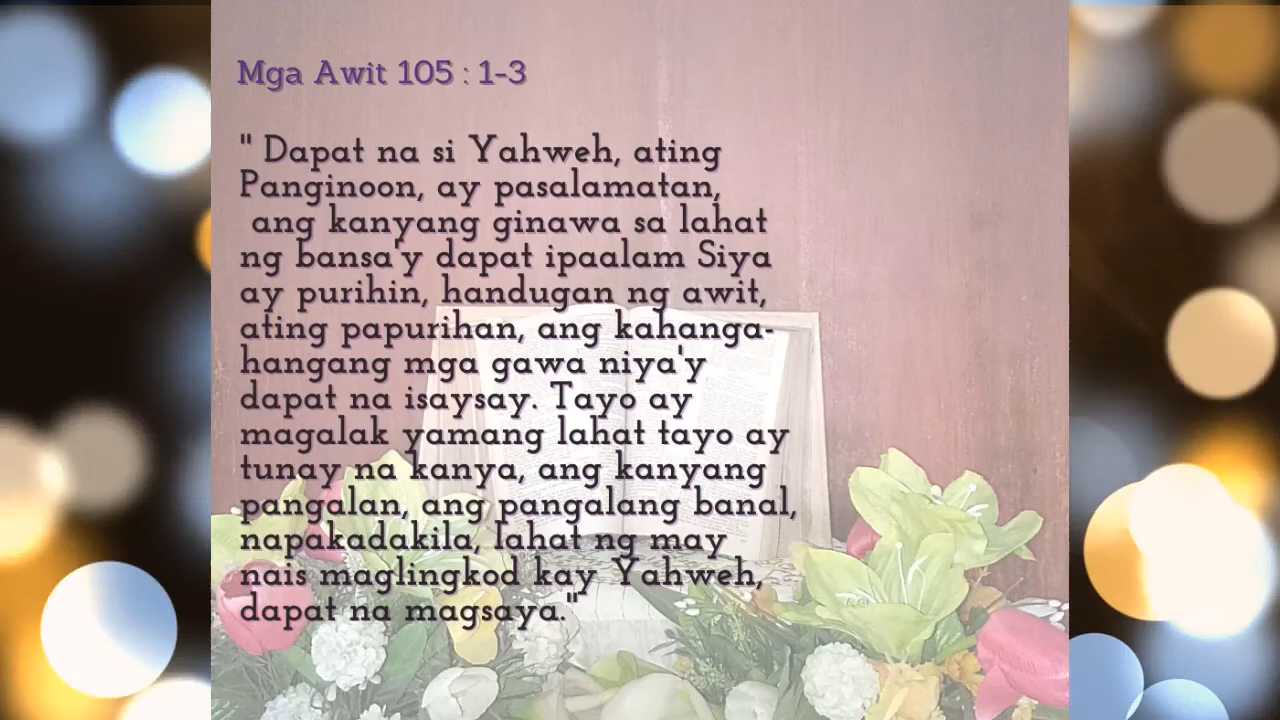 Mga Awit 105 : 1-3
" Dapat na si Yahweh, ating
Panginoon, ay pasalamatan,
ang kanyang ginawa sa lahat
ng bansa'y dapat ipaalam Siya
ay purihin, handugan ng awit,
ating papurihan, ang kahanga-
hangang mga gawa niya'y
dapat na isaysay. Tayo ay
magalak yamang lahat tayo ay
tunay na kanya, ang kanyang
pangalan, ang pangalang banal,
napakadakila, lahat ng may
nais maglingkod kay Yahweh,
dapat na magsaya."